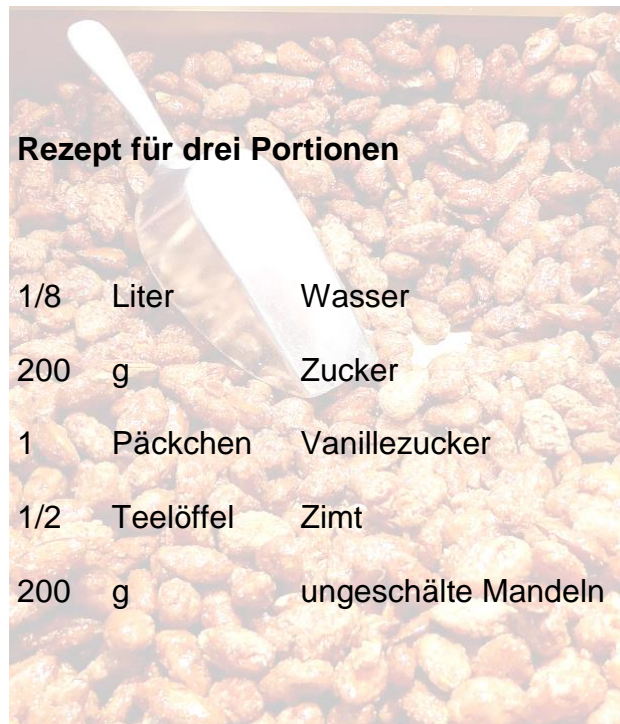 Rezept für drei Portionen
1/8 Liter Wasser
200 g Zucker
1 Päckchen Vanillezucker
1/2 Teelöffel Zimt
200 g ungeschälte Mandeln